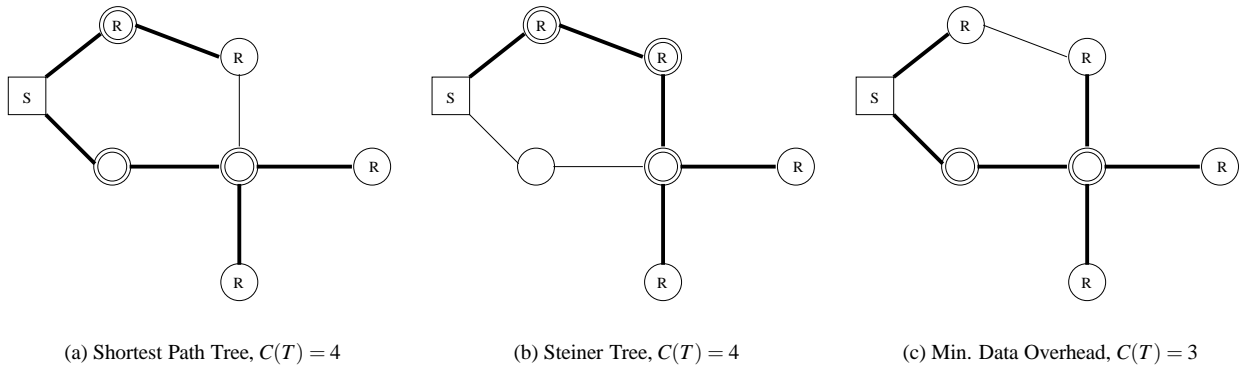 R
R
S
R
R
(a) Shortest Path Tree, C(T) = 4
R
R
S
R
R
(b) Steiner Tree, C(T) = 4
R
R
S
R
R
(c) Min. Data Overhead, C(T) = 3